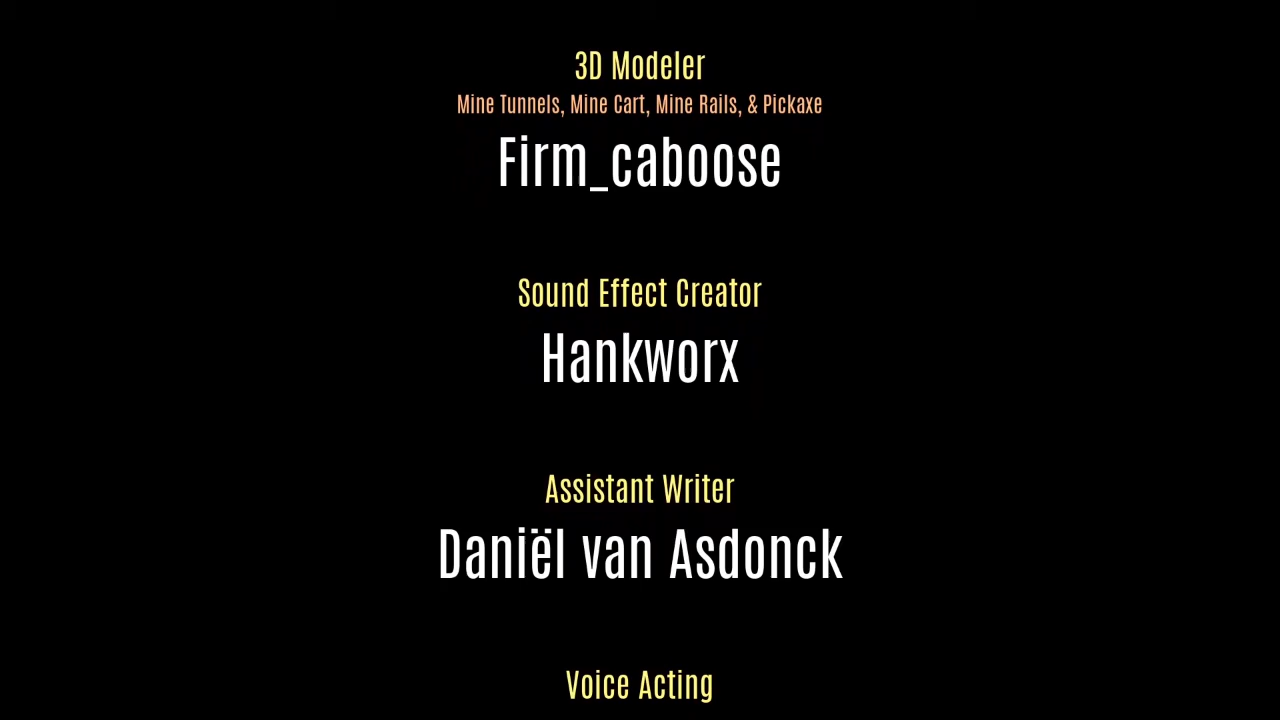 3D Modeler
Mine Tunnels, Mine Cart, Mine Rails, & Pickaxe
Firm_caboose
Sound Effect Creator
Hankworx
Assistant Writer
Daniël van Asdonck
Voice Acting